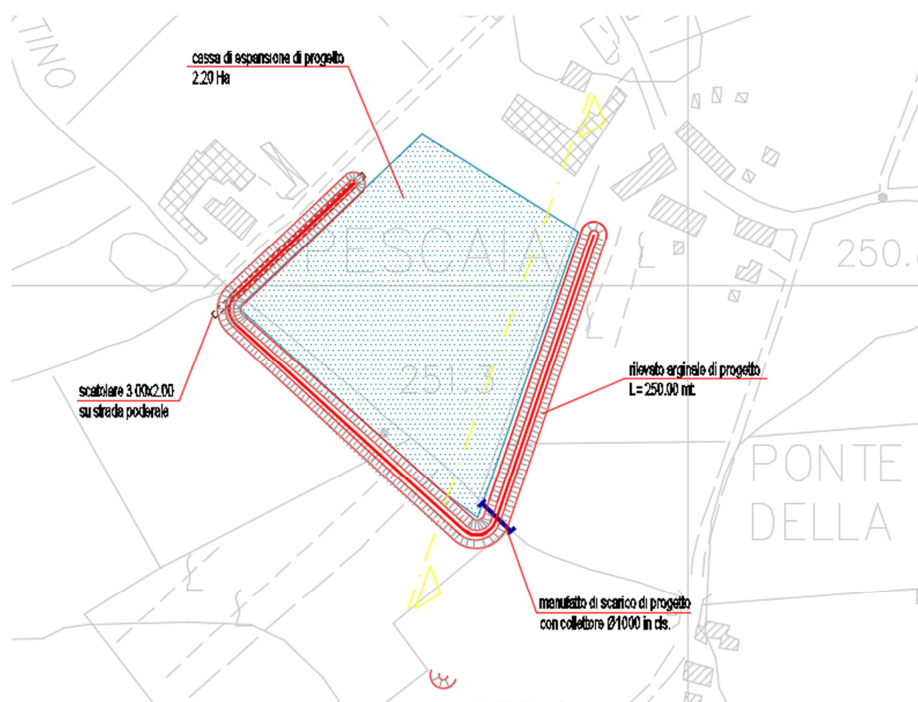 TINO
cassa di espansione di progetto
2.20 Ha
PESCAIA
250.
251.
rilevato arginale di progetto
L= 250.00 mt.
scatolare 3.00x2.00
su strada poderale
PONTE
DELLA
manufatto di scarico di progetto
con collettore Ø1000 in cls.